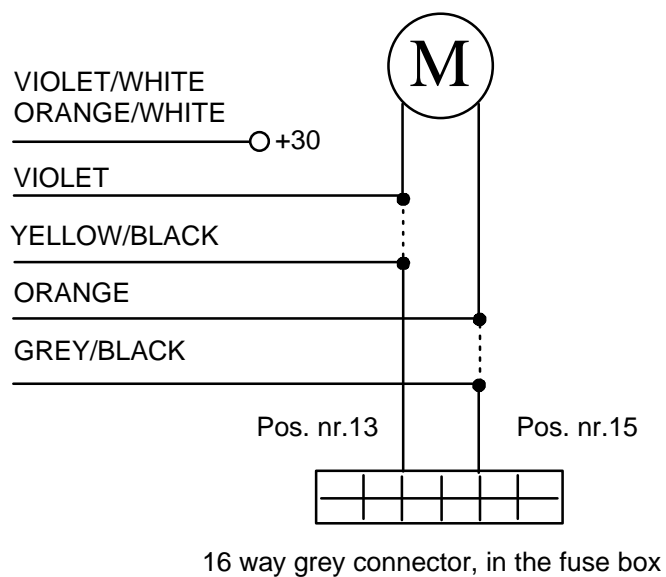 M
VIOLET/WHITE
ORANGE/WHITE
+30
VIOLET
YELLOW/BLACK
ORANGE
GREY/BLACK
Pos. nr.13
Pos. nr.15
16 way grey connector, in the fuse box